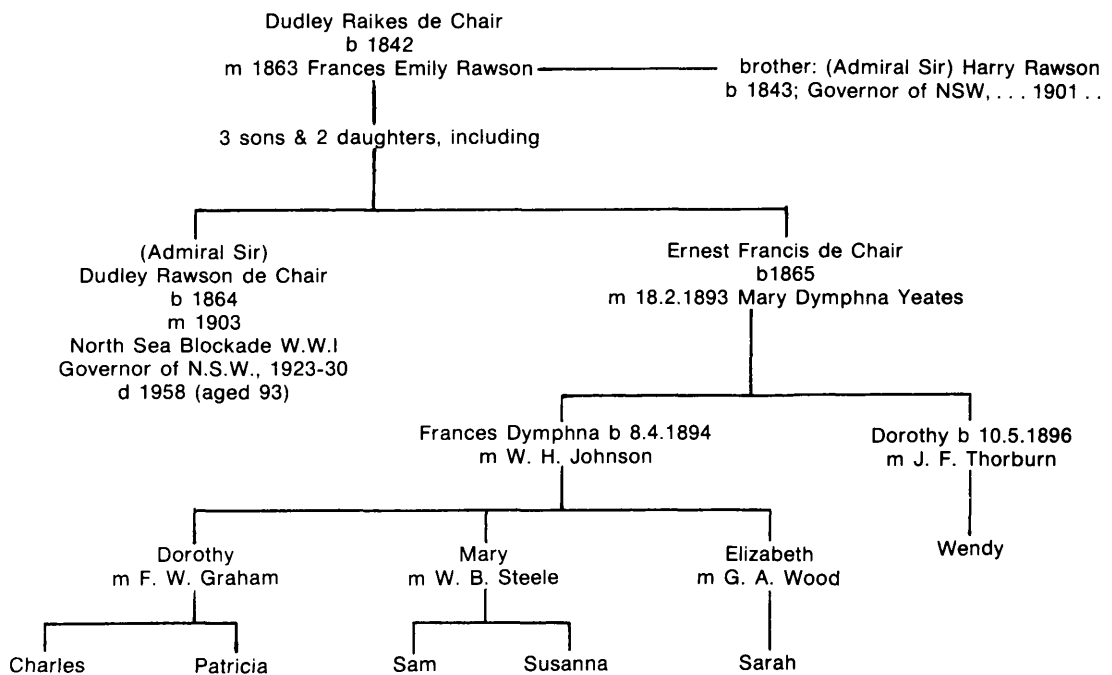 Dudley Raikes de Chair
b 1842
m 1863 Frances Emily Rawson
brother: (Admiral Sir) Harry Rawson
b 1843; Governor of NSW, . . . 1901 . .
3 sons & 2 daughters, including
(Admiral Sir)
Dudley Rawson de Chair
b 1864
m 1903
North Sea Blockade W.W.I
Governor of N.S.W., 1923-30
d 1958 (aged 93)
Ernest Francis de Chair
b1865
m 18.2.1893 Mary Dymphna Yeates
Frances Dymphna b 8.4.1894
m W. H. Johnson
Dorothy b 10.5.1896
m J. F. Thorburn
Dorothy
m F. W. Graham
Mary
m W. B. Steele
Elizabeth
m G. A. Wood
Wendy
Charles
Patricia
Sam
Susanna
Sarah